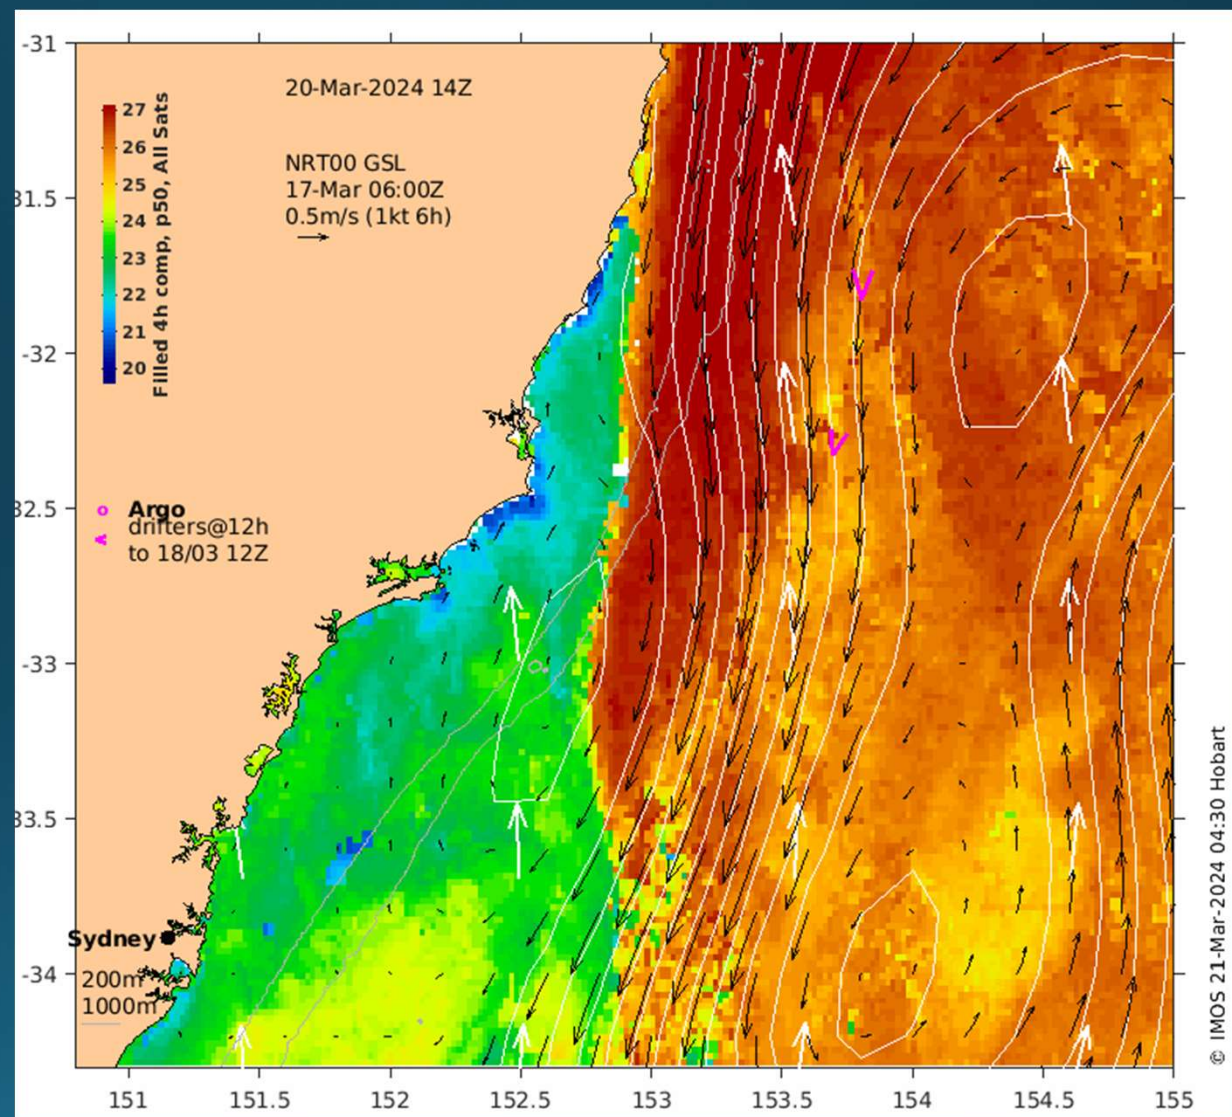 -31
20-Mar-2024 14Z
27
26
25
24
23
22
21
20
Filled 4h comp, p50, All Sats
NRT00 GSL
17-Mar 06:00Z
0.5m/s (1kt 6h)
31.5
-32
32.5
Argo
drifters@12h
to 18/03 12Z
-33
33.5
Sydney
-34
200m
1000m
151
151.5
152
152.5
153
153.5
154
154.5
155
© IMOS 21-Mar-2024 04:30 Hobart